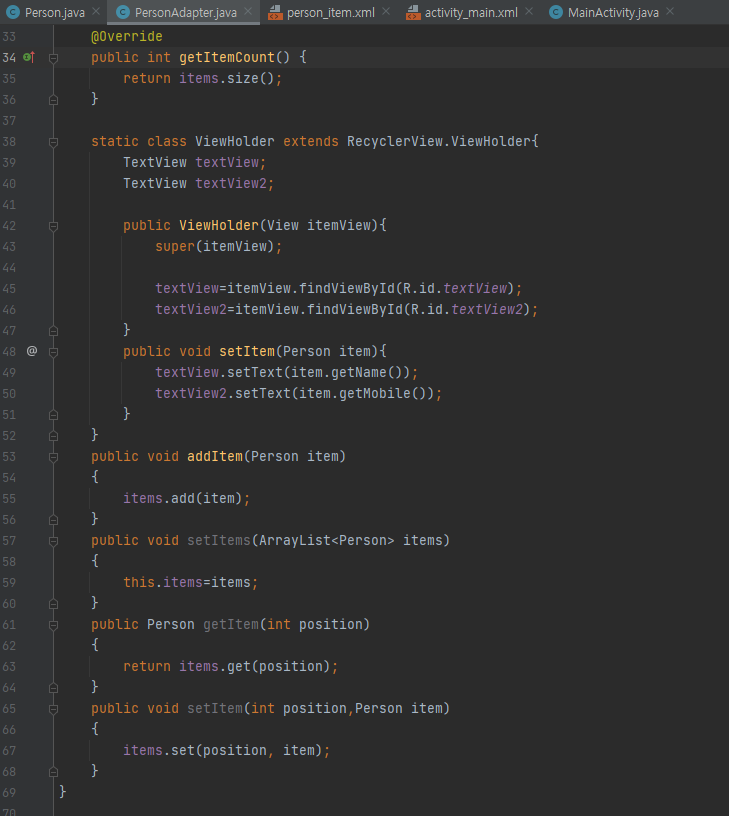 Person.java PersonAdapter.java person_item.xml activity_main.xml MainActivity.java
33 @Override
34 public int getItemCount() {
35 return items.size();
36 }
37
38 static class ViewHolder extends RecyclerView.ViewHolder{
39 TextView textView;
40 TextView textView2;
41
42 public ViewHolder(View itemView){
43 super(itemView);
44
45 textView=itemView.findViewById(R.id.textView);
46 textView2=itemView.findViewById(R.id.textView2);
47 }
48 @ public void setItem(Person item){
49 textView.setText(item.getName());
50 textView2.setText(item.getMobile());
51 }
52 }
53 public void addItem(Person item)
54 {
55 items.add(item);
56 }
57 public void setItems(ArrayList<Person> items)
58 {
59 this.items=items;
60 }
61 public Person getItem(int position)
62 {
63 return items.get(position);
64 }
65 public void setItem(int position,Person item)
66 {
67 items.set(position, item);
68 }
69 }
70